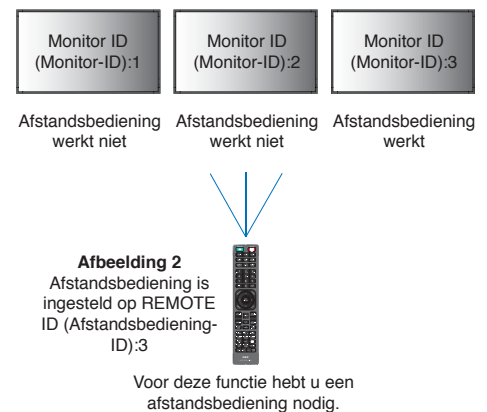 Monitor ID
(Monitor-ID):1
Monitor ID
(Monitor-ID):2
Monitor ID
(Monitor-ID):3
Afstandsbediening
werkt niet
Afstandsbediening
werkt niet
Afstandsbediening
werkt
Afbeelding 2
Afstandsbediening is
ingesteld op REMOTE
ID (Afstandsbediening-
ID):3
Voor deze functie hebt u een
afstandsbediening nodig.